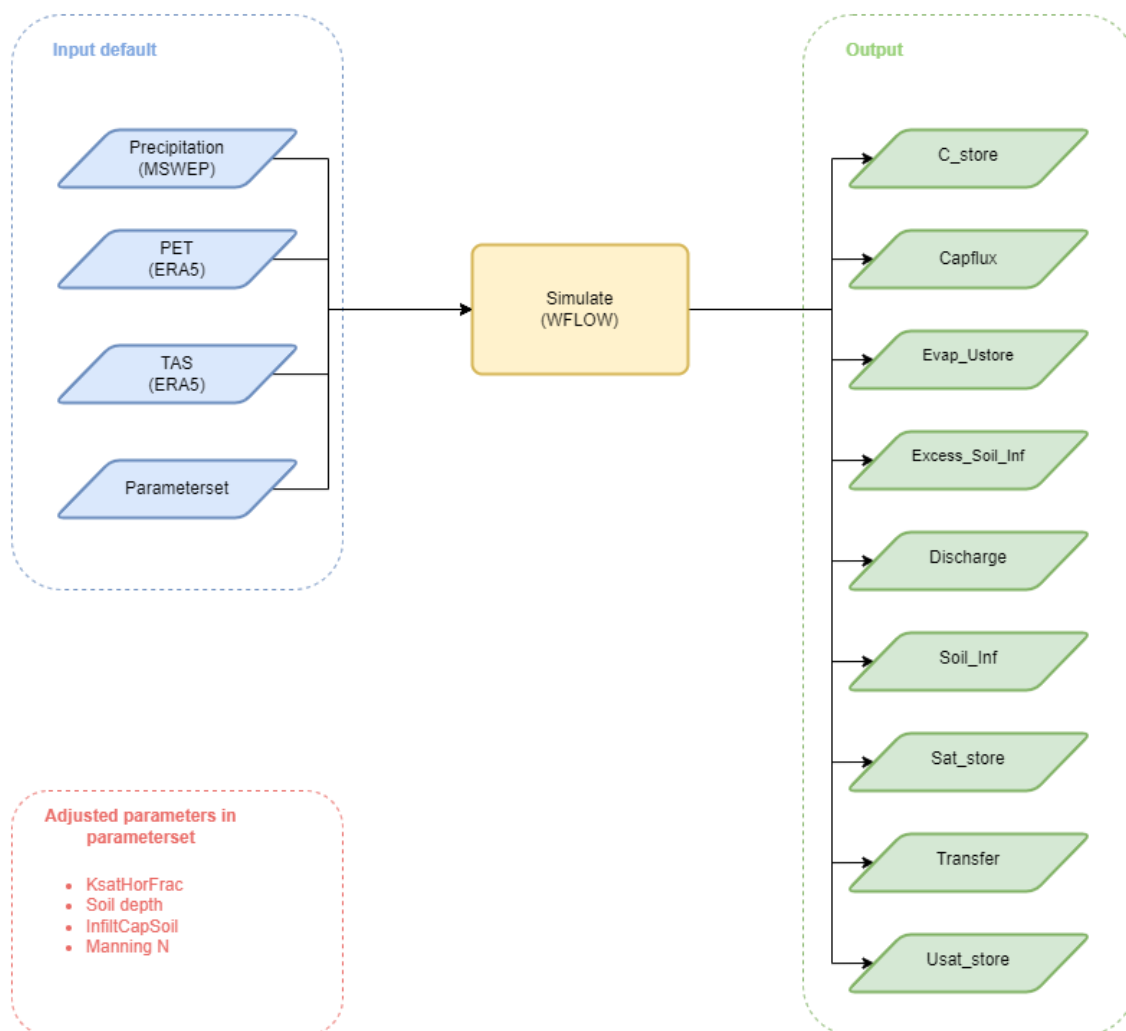 Input default
Precipitation
(MSWEP)
PET
(ERA5)
TAS
(ERA5)
Parameterset
Simulate
(WFLOW)
Output
C_store
Capflux
Evap_Ustore
Excess_Soil_Inf
Discharge
Soil_Inf
Sat_store
Transfer
Usat_store
Adjusted parameters in
parameterset
• KsatHorFrac
• Soil depth
• InfiltCapSoil
• Manning N